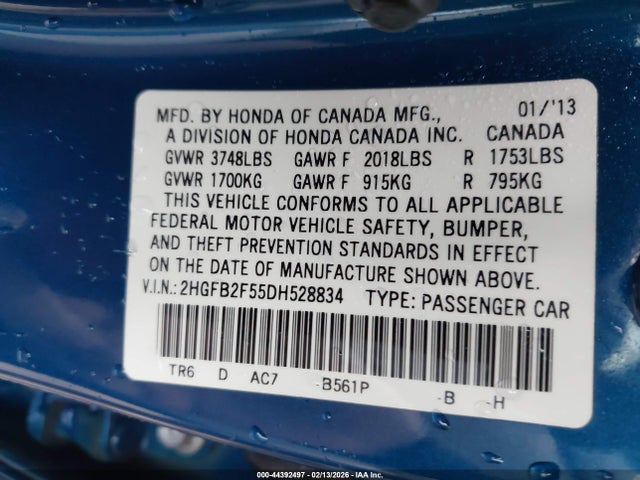 MFD. BY HONDA OF CANADA MFG., 01/'13
A DIVISION OF HONDA CANADA INC. CANADA
GVWR 3748LBS GAWR F 2018LBS R 1753LBS
GVWR 1700KG GAWR F 915KG R 795KG
THIS VEHICLE CONFORMS TO ALL APPLICABLE
FEDERAL MOTOR VEHICLE SAFETY, BUMPER,
AND THEFT PREVENTION STANDARDS IN EFFECT
ON THE DATE OF MANUFACTURE SHOWN ABOVE.
V.I.N.: 2HGFB2F55DH528834 TYPE: PASSENGER CAR
TR6 D AC7 -B561P -B -H
000-44392497 - 02/13/2026 - IAA Inc.